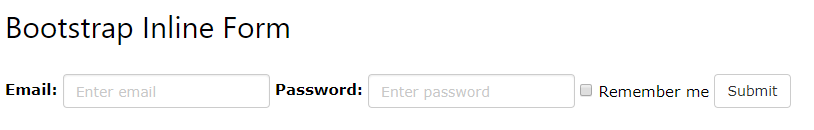 Bootstrap Inline Form
Email: Enter email Password: Enter password Remember me Submit